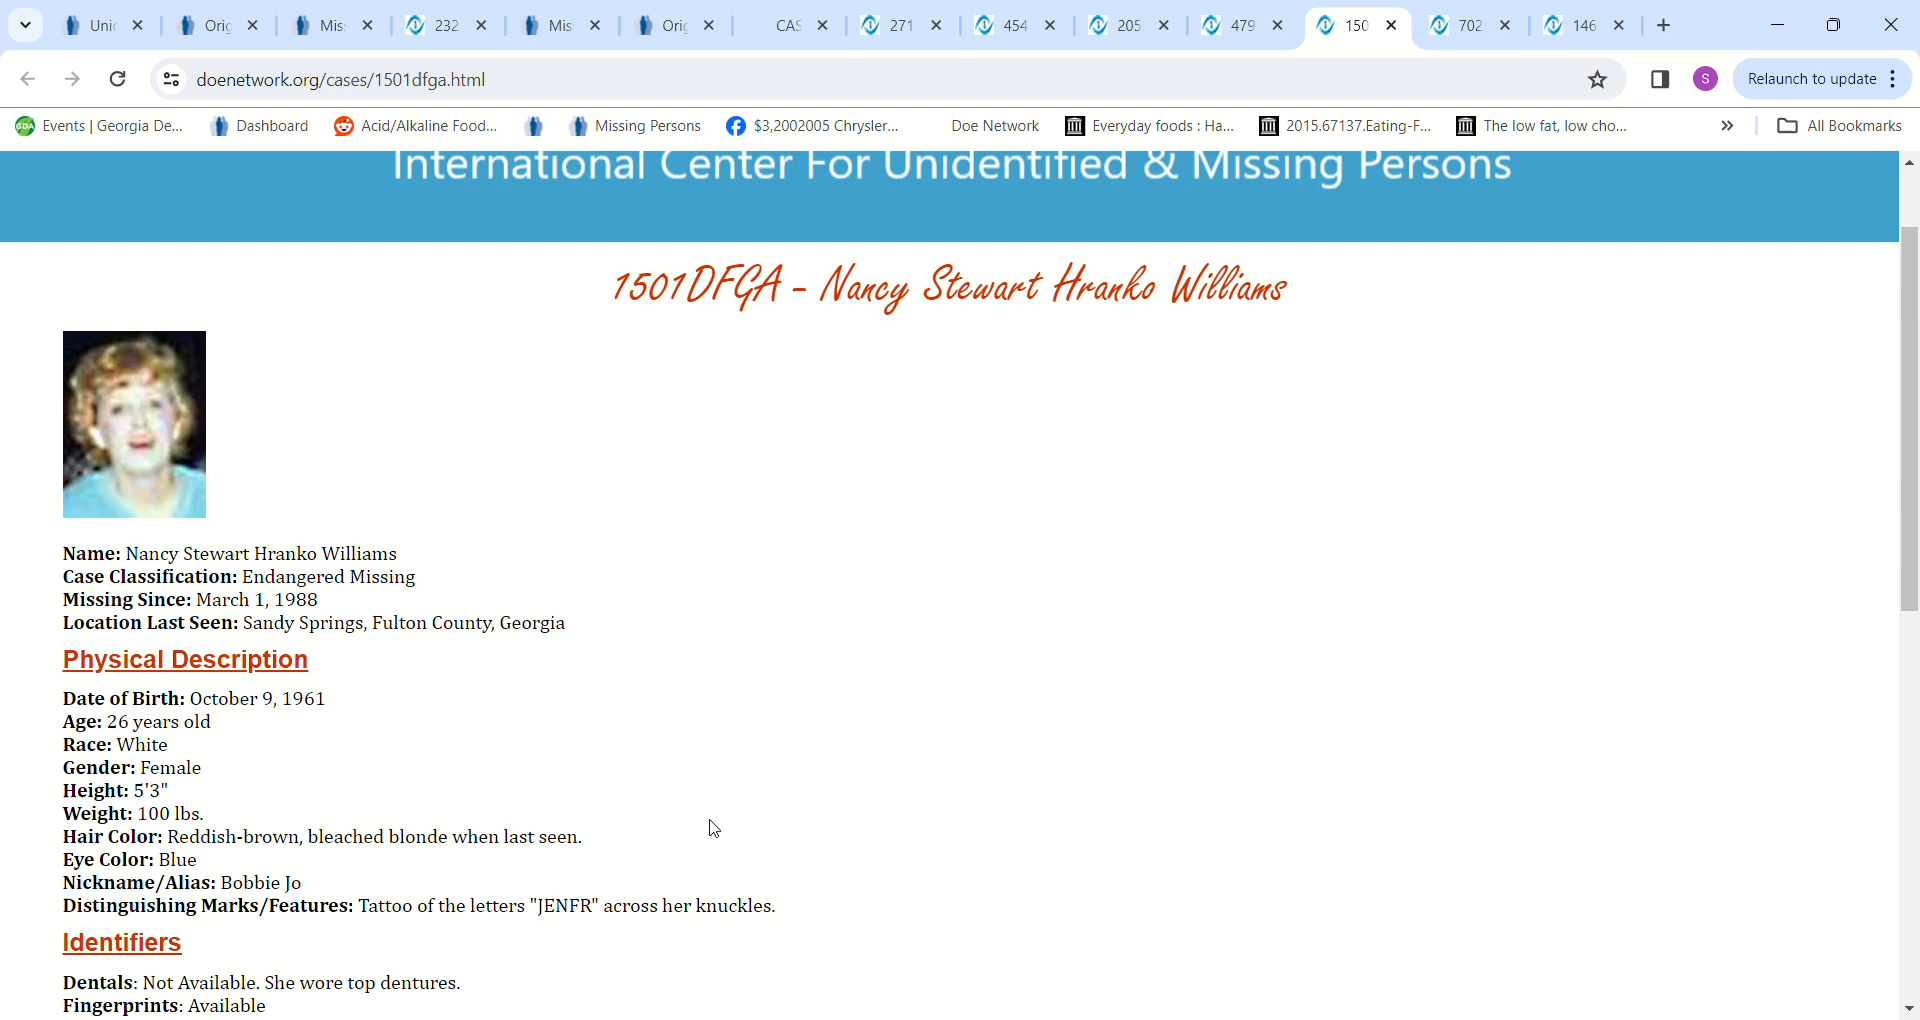 Unic
Orig
Miss
232
Mis
Orig
CAS
271
454
205
479
150
702
146
doenetwork.org/cases/1501dfga.html
S
Relaunch to update
GDA
Events | Georgia De...
Dashboard
Acid/Alkaline Food...
Missing Persons
$3,2002005 Chrysler...
Doe Network
Everyday foods : Ha...
2015.67137.Eating-F...
The low fat, low cho...
All Bookmarks
International Center For Unidentified & Missing Persons
1501DFGA - Nancy Stewart Hranko Williams
Name: Nancy Stewart Hranko Williams
Case Classification: Endangered Missing
Missing Since: March 1, 1988
Location Last Seen: Sandy Springs, Fulton County, Georgia
Physical Description
Date of Birth: October 9, 1961
Age: 26 years old
Race: White
Gender: Female
Height: 5'3"
Weight: 100 lbs.
Hair Color: Reddish-brown, bleached blonde when last seen.
Eye Color: Blue
Nickname/Alias: Bobbie Jo
Distinguishing Marks/Features: Tattoo of the letters "JENFR" across her knuckles.
Identifiers
Dentals: Not Available. She wore top dentures.
Fingerprints: Available